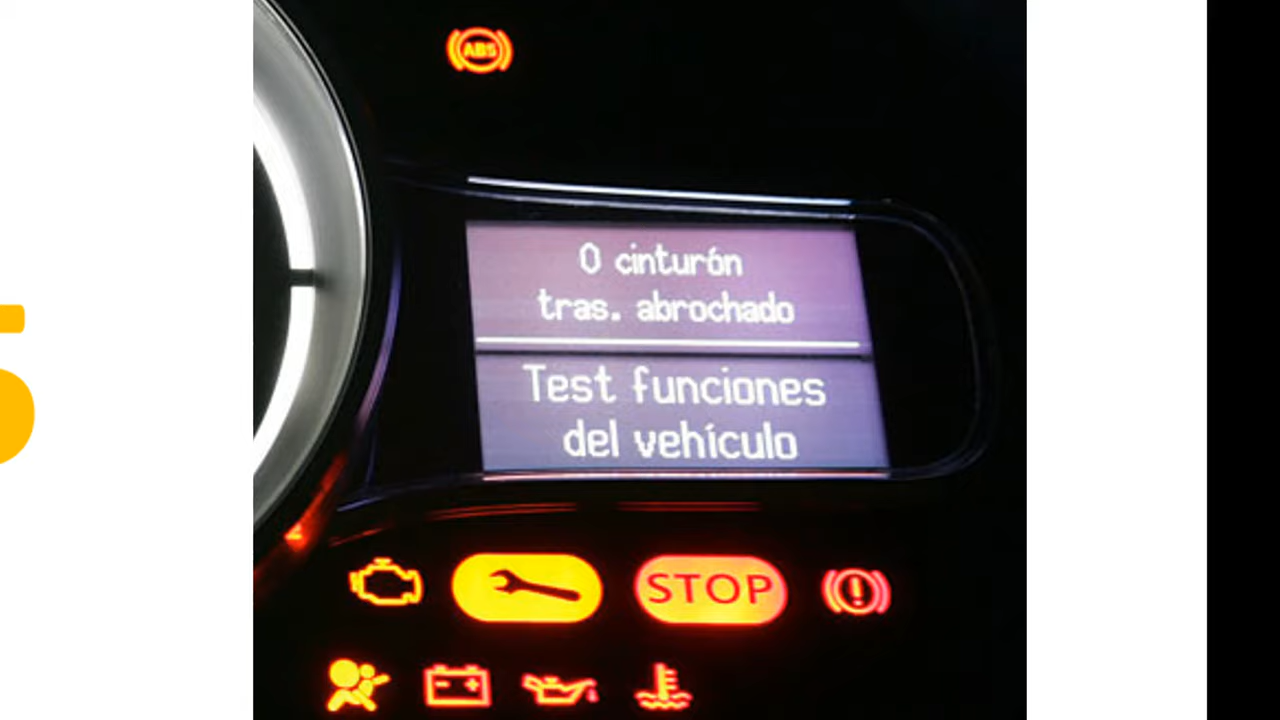 ABS
0 cinturón
tras. abrochado
Test funciones
del vehículo
STOP